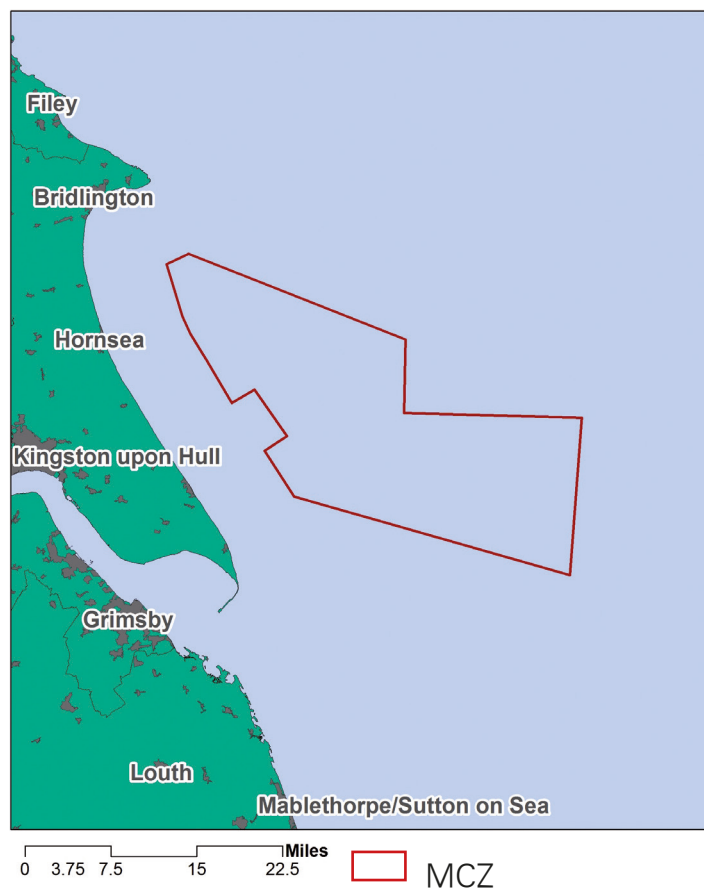 Filey
Bridlington
Hornsea
Kingston upon Hull
Grimsby
Louth
Mablethorpe/Sutton on Sea
Miles
0 3.75 7.5 15 22.5
MCZ